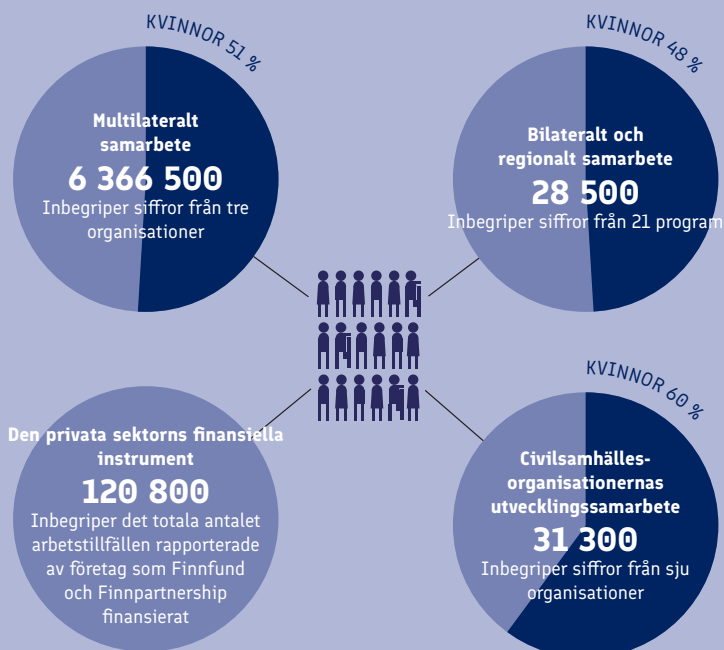 KVINNOR 51 %
Multilateralt
samarbete
6 366 500
Inbegriper siffror från tre
organisationer
KVINNOR 48 %
Bilateralt och
regionalt samarbete
28 500
Inbegriper siffror från 21 program
Den privata sektorns finansiella
instrument
120 800
Inbegriper det totala antalet
arbetstillfällen rapporterade
av företag som Finnfund
och Finnpartnership
finansierat
KVINNOR 60 %
Civilsamhälles-
organisationernas
utvecklingssamarbete
31 300
Inbegriper siffror från sju
organisationer